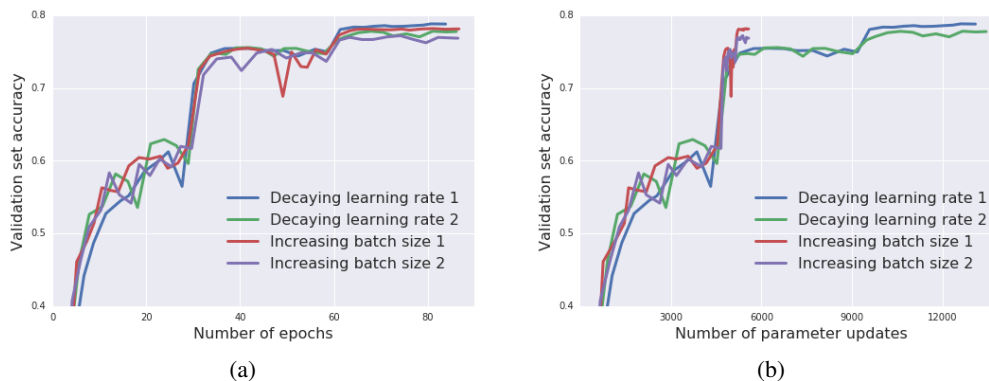 0.8
0.7
0.6
0.5
0.4
Validation set accuracy
Decaying learning rate 1
Decaying learning rate 2
Increasing batch size 1
Increasing batch size 2
0 20 40 60 80
Number of epochs
(a)
0.8
0.7
0.6
0.5
0.4
Validation set accuracy
Decaying learning rate 1
Decaying learning rate 2
Increasing batch size 1
Increasing batch size 2
3000 6000 9000 12000
Number of parameter updates
(b)